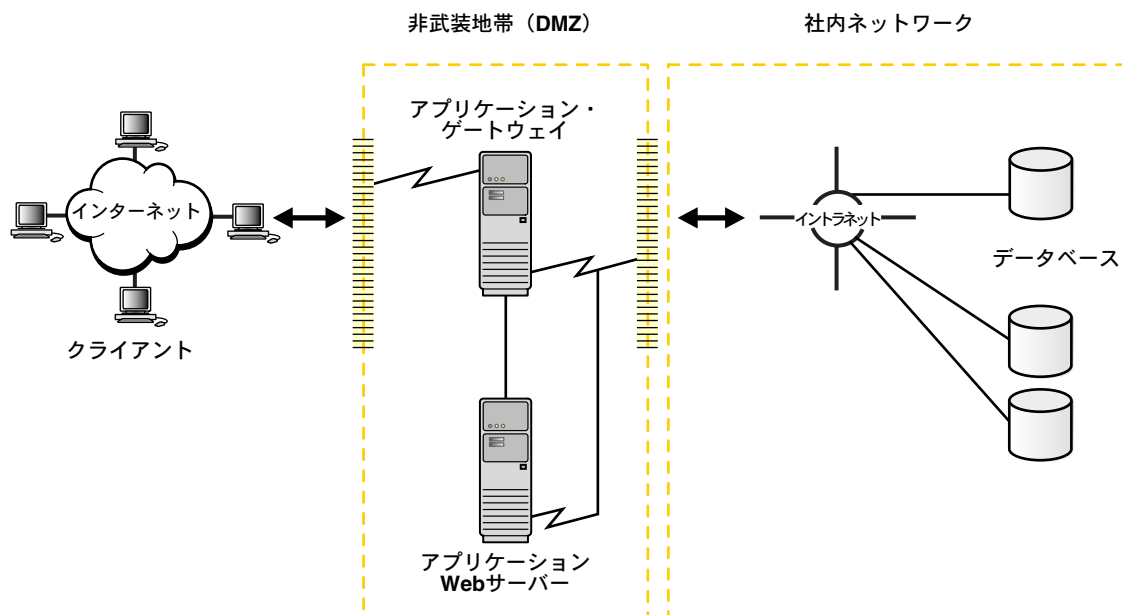 非武装地帯（DMZ）
社内ネットワーク
アプリケーション・
ゲートウェイ
インターネット
イントラネット
データベース
クライアント
アプリケーション
Webサーバー